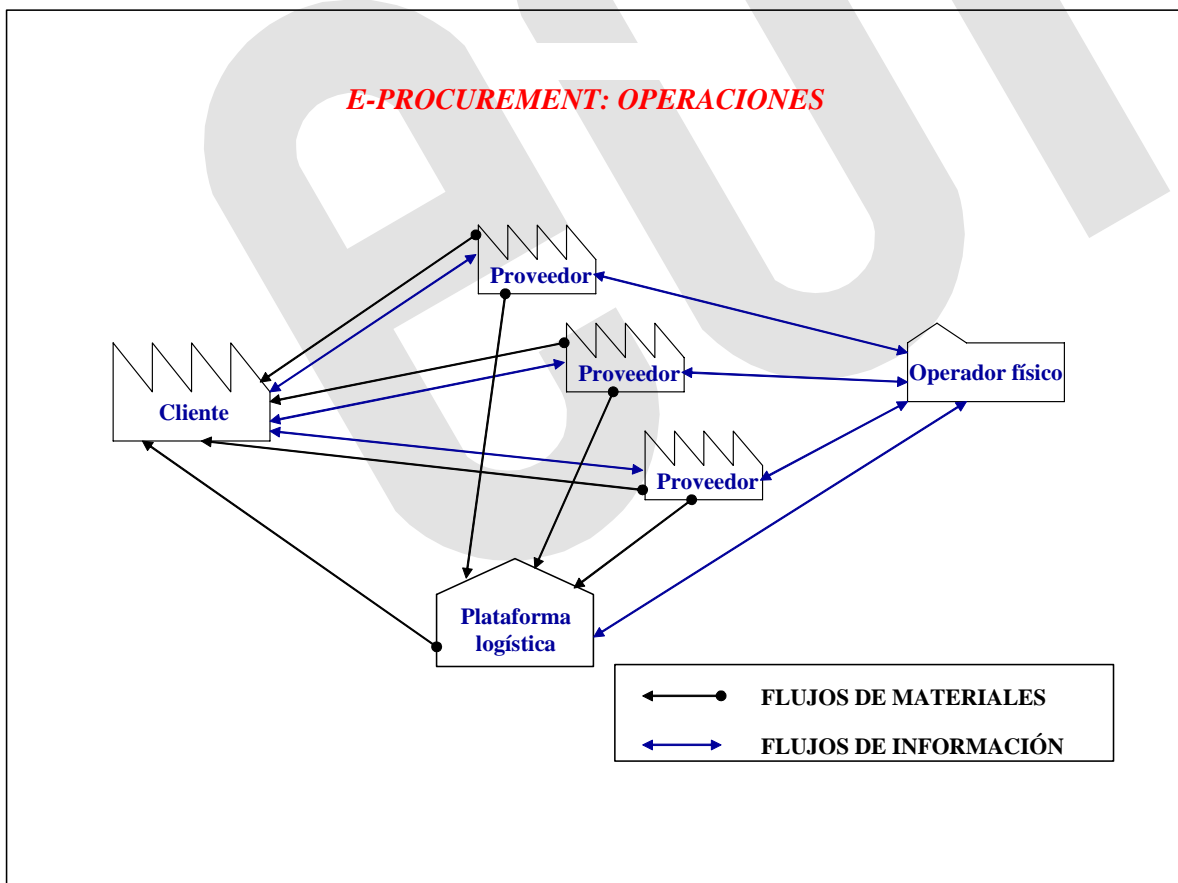 E-PROCUREMENT: OPERACIONES
Proveedor
Proveedor
Operador físico
Cliente
Proveedor
Plataforma
logística
FLUJOS DE MATERIALES
FLUJOS DE INFORMACIÓN